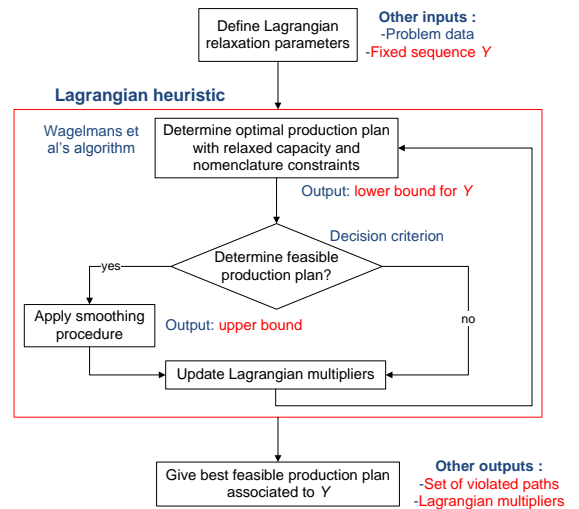 Define Lagrangian
relaxation parameters
Other inputs :
-Problem data
-Fixed sequence Y
Lagrangian heuristic
Wagelmans et
al's algorithm
Determine optimal production plan
with relaxed capacity and
nomenclature constraints
Output: lower bound for Y
Decision criterion
Determine feasible
production plan?
yes
no
Apply smoothing
procedure
Output: upper bound
Update Lagrangian multipliers
Give best feasible production plan
associated to Y
Other outputs :
-Set of violated paths
-Lagrangian multipliers